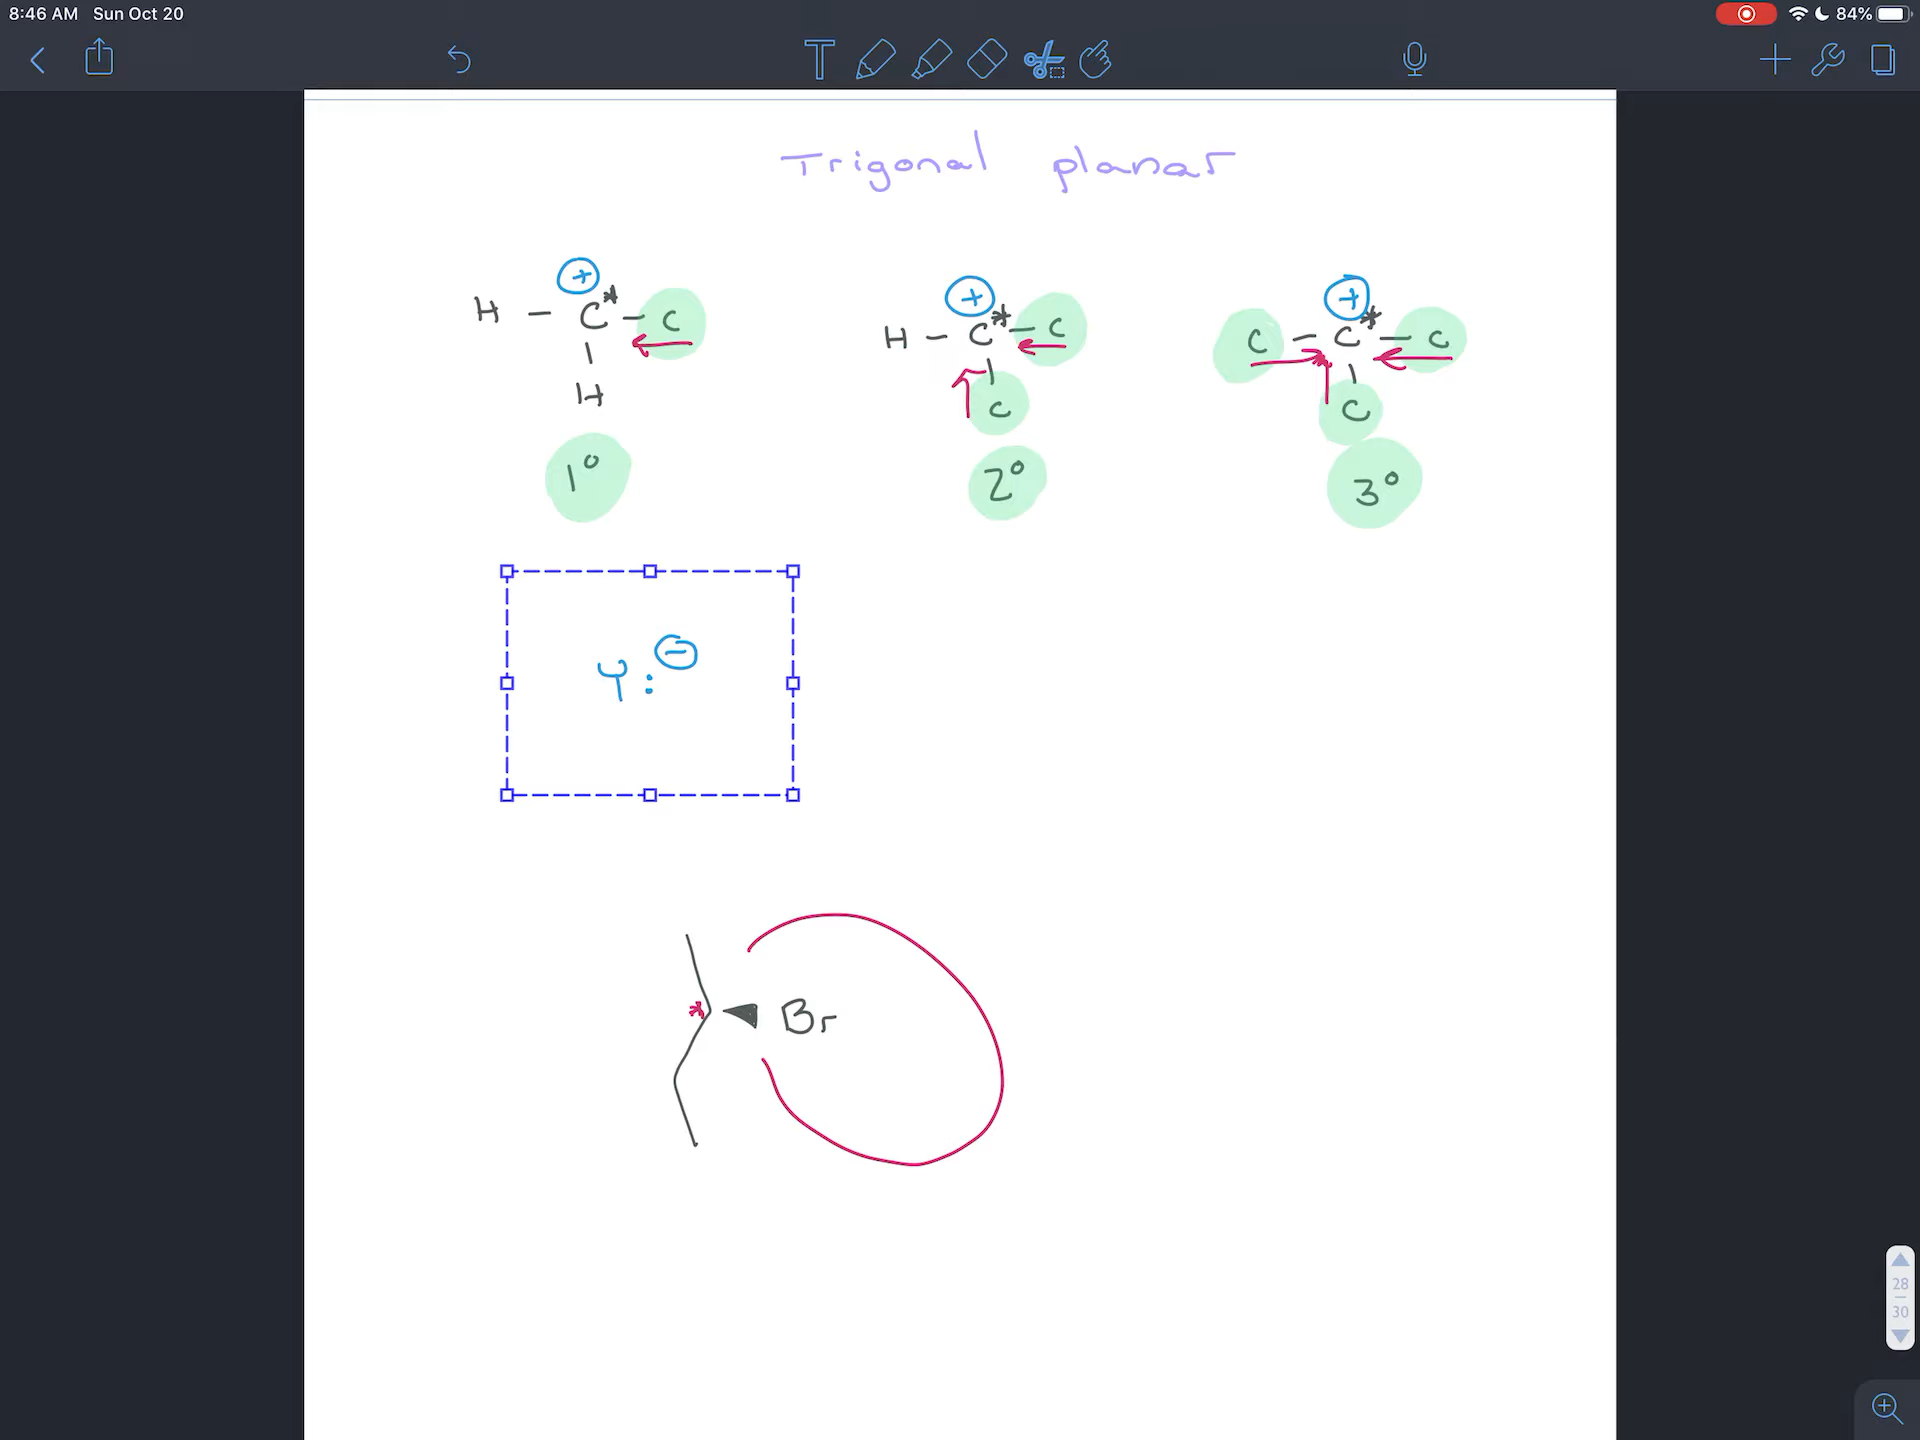 8:46 AM Sun Oct 20
84%
T
Trigonal planar
+ + +
H - C* - C H - C* - C C - C* - C
H C C
1° 2° 3°
Y: -
* Br
28
30